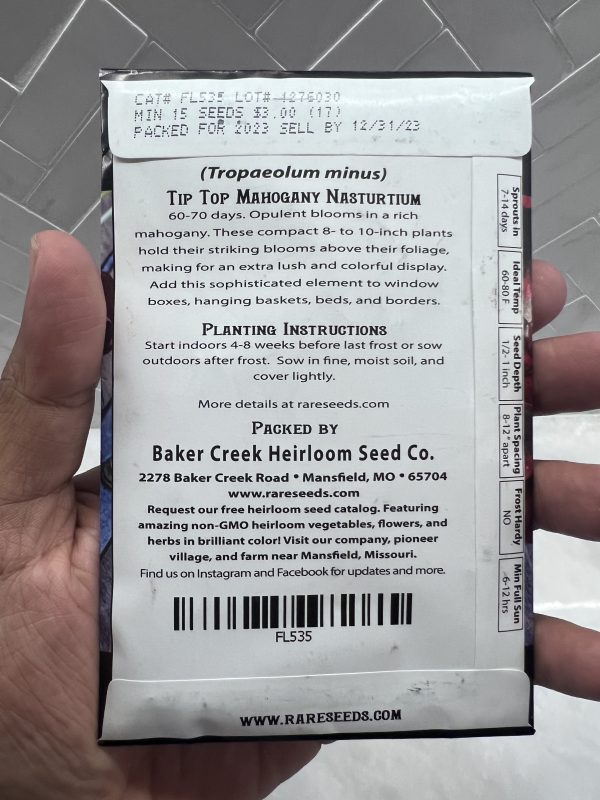 CAT# FL535 LOT# 4276030
MIN 15 SEEDS $3.00 (17)
PACKED FOR 2023 SELL BY 12/31/23
(Tropaeolum minus)
TIP TOP MAHOGANY NASTURTIUM
60-70 days. Opulent blooms in a rich
mahogany. These compact 8- to 10-inch plants
hold their striking blooms above their foliage,
making for an extra lush and colorful display.
Add this sophisticated element to window
boxes, hanging baskets, beds, and borders.
PLANTING INSTRUCTIONS
Start indoors 4-8 weeks before last frost or sow
outdoors after frost. Sow in fine, moist soil, and
cover lightly.
More details at rareseeds.com
PACKED BY
Baker Creek Heirloom Seed Co.
2278 Baker Creek Road • Mansfield, MO • 65704
www.rareseeds.com
Request our free heirloom seed catalog. Featuring
amazing non-GMO heirloom vegetables, flowers, and
herbs in brilliant color! Visit our company, pioneer
village, and farm near Mansfield, Missouri.
Find us on Instagram and Facebook for updates and more.
FL535
WWW.RARESEEDS.COM
Sprouts in
7-14 days
Ideal Temp
60-80 F
Seed Depth
1/2- 1 inch
Plant Spacing
8-12" apart
Frost Hardy
NO
Min Full Sun
6-12 hrs